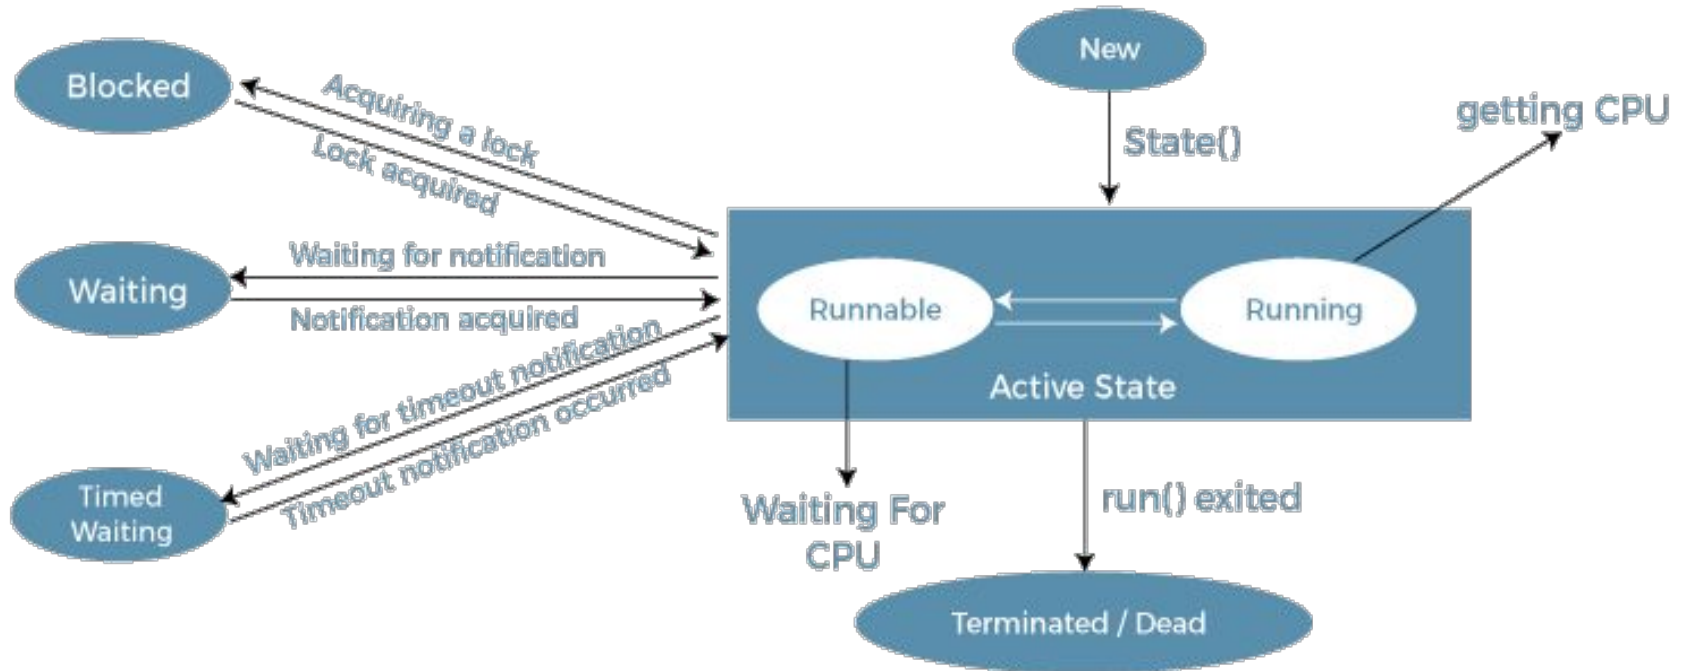 New
Blocked
Acquiring a lock
getting CPU
State()
Lock acquired
Waiting for notification
Waiting
Runnable
Running
Notification acquired
Active State
Waiting for timeout notification
Timeout notification occurred
Timed
Waiting
Waiting For
CPU
run() exited
Terminated / Dead